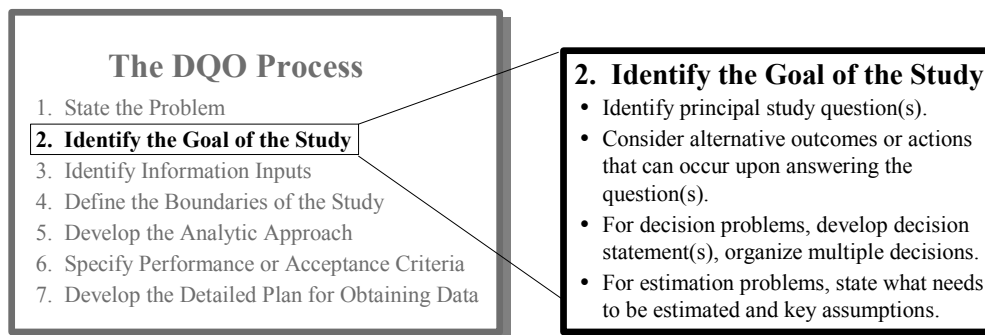 The DQO Process
1. State the Problem
2. Identify the Goal of the Study
3. Identify Information Inputs
4. Define the Boundaries of the Study
5. Develop the Analytic Approach
6. Specify Performance or Acceptance Criteria
7. Develop the Detailed Plan for Obtaining Data
2. Identify the Goal of the Study
• Identify principal study question(s).
• Consider alternative outcomes or actions
that can occur upon answering the
question(s).
• For decision problems, develop decision
statement(s), organize multiple decisions.
• For estimation problems, state what needs
to be estimated and key assumptions.